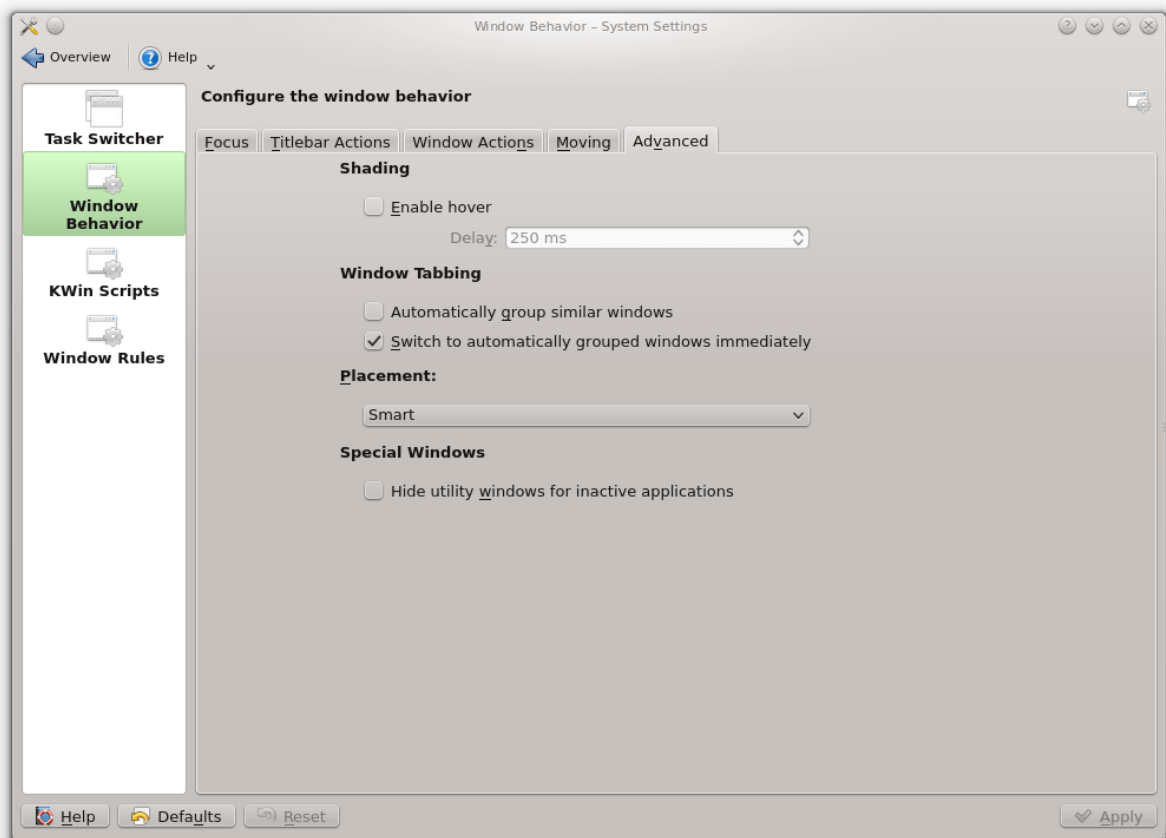 Window Behavior – System Settings
Overview
Help
Configure the window behavior
Task Switcher
Window
Behavior
KWin Scripts
Window Rules
Focus
Titlebar Actions
Window Actions
Moving
Advanced
Shading
Enable hover
Delay: 250 ms
Window Tabbing
Automatically group similar windows
Switch to automatically grouped windows immediately
Placement:
Smart
Special Windows
Hide utility windows for inactive applications
Help
Defaults
Reset
Apply